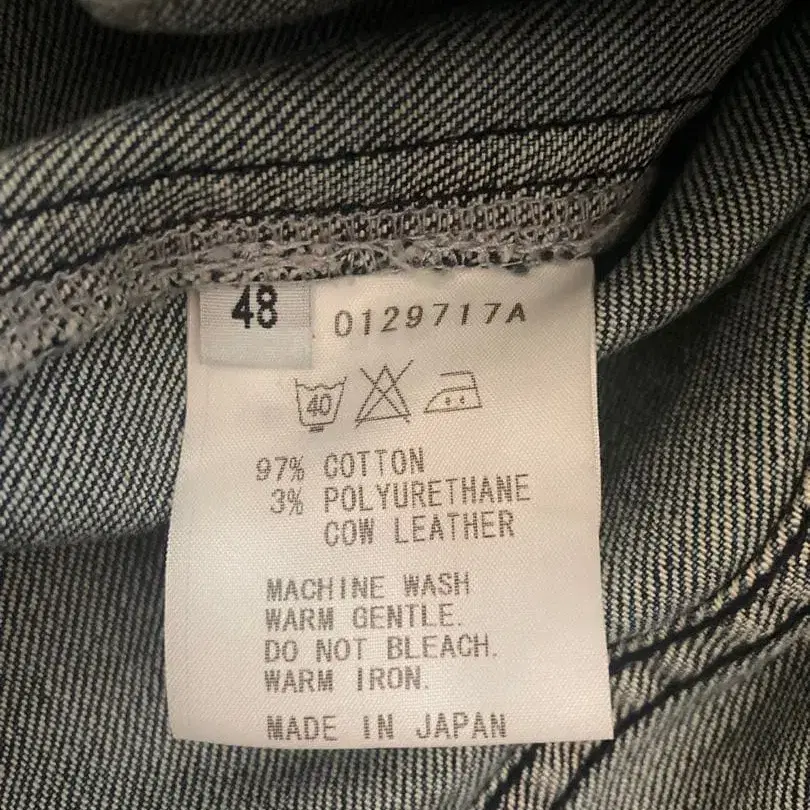 48
0129717A
40
97% COTTON
3% POLYURETHANE
COW LEATHER
MACHINE WASH
WARM GENTLE.
DO NOT BLEACH.
WARM IRON.
MADE IN JAPAN